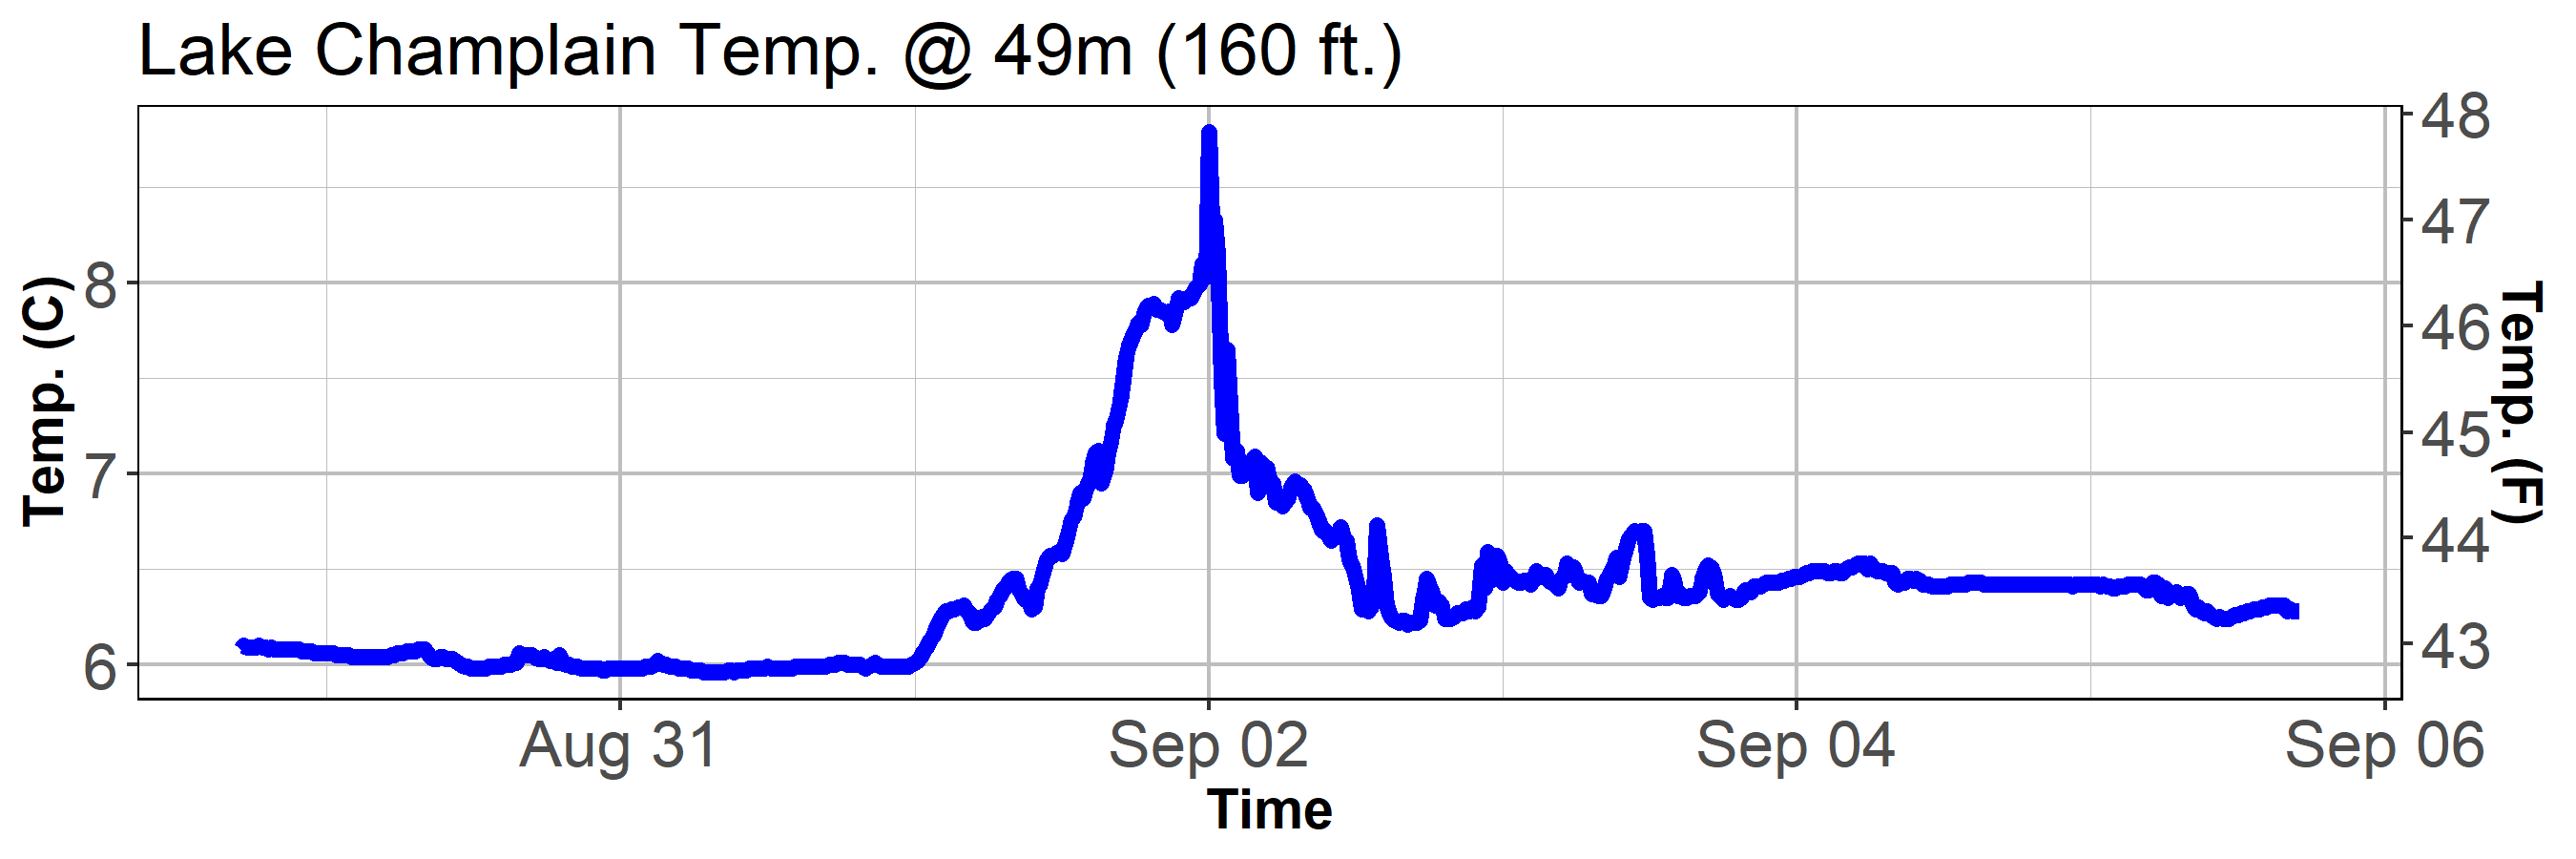 Lake Champlain Temp. @ 49m (160 ft.)
Temp. (C)
8
7
6
48
47
46
45
44
43
Temp. (F)
Aug 31
Sep 02
Sep 04
Sep 06
Time